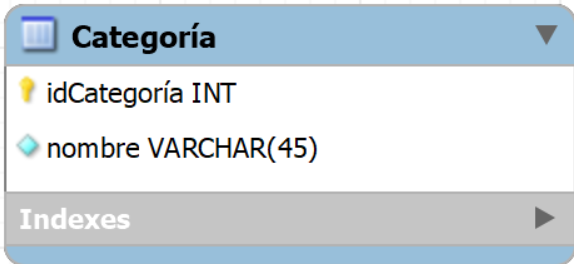 Categoría
idCategoría INT
nombre VARCHAR(45)
Indexes